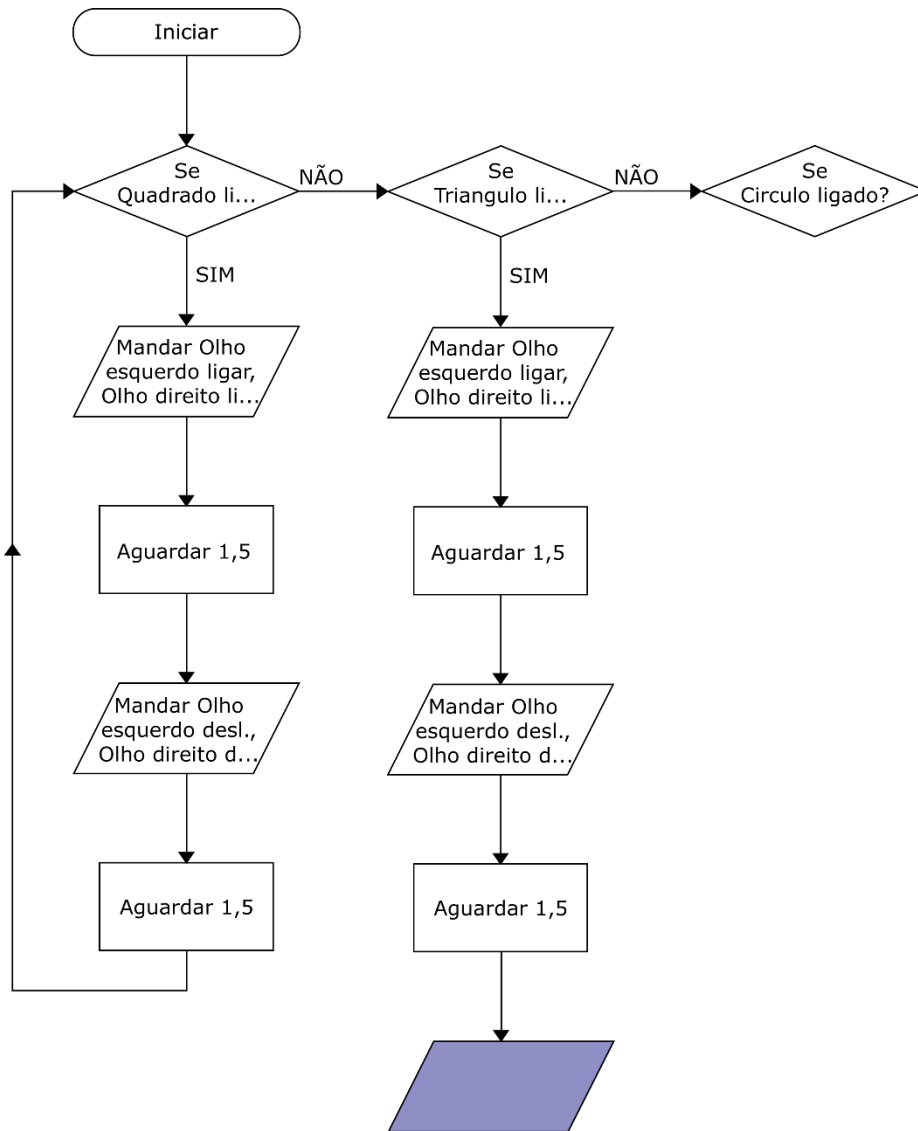 Iniciar
Se
Quadrado li...
NÃO
Se
Triangulo li...
NÃO
Se
Circulo ligado?
SIM
SIM
Mandar Olho
esquerdo ligar,
Olho direito li...
Mandar Olho
esquerdo ligar,
Olho direito li...
Aguardar 1,5
Aguardar 1,5
Mandar Olho
esquerdo desl.,
Olho direito d...
Mandar Olho
esquerdo desl.,
Olho direito d...
Aguardar 1,5
Aguardar 1,5